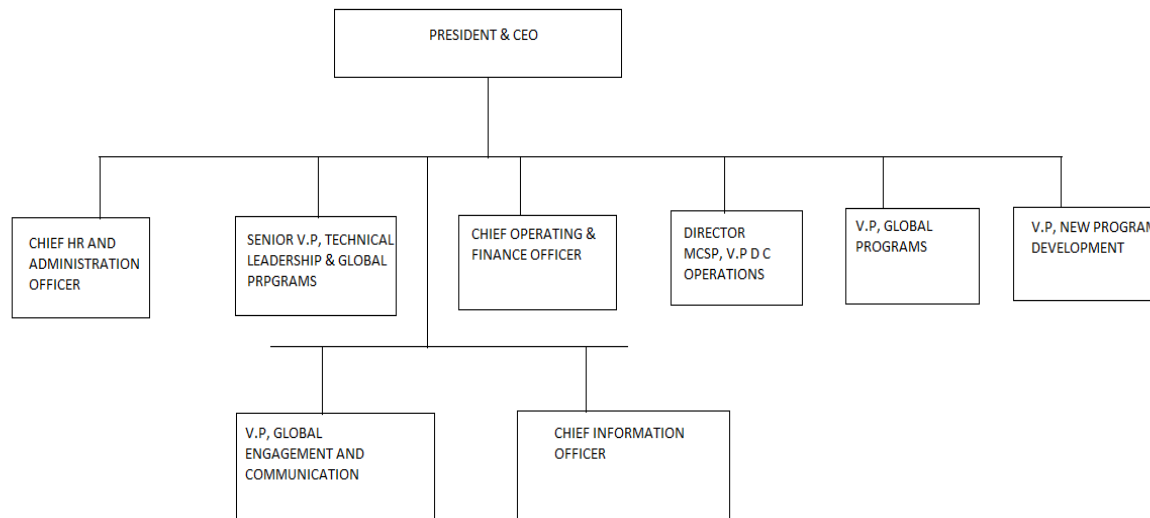 PRESIDENT & CEO
CHIEF HR AND
ADMINISTRATION
OFFICER
SENIOR V.P, TECHNICAL
LEADERSHIP & GLOBAL
PRPGRAMS
CHIEF OPERATING &
FINANCE OFFICER
DIRECTOR
MCSP, V.P D C
OPERATIONS
V.P, GLOBAL
PROGRAMS
V.P, NEW PROGRAM
DEVELOPMENT
V.P, GLOBAL
ENGAGEMENT AND
COMMUNICATION
CHIEF INFORMATION
OFFICER